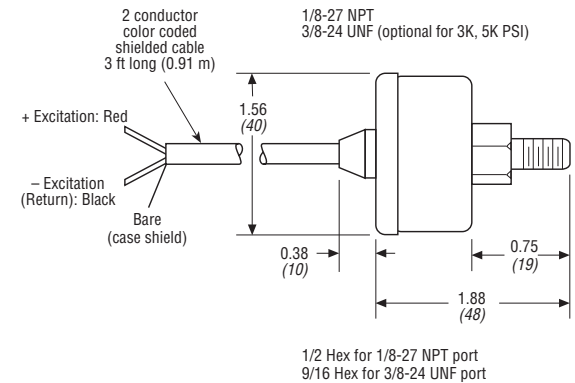 2 conductor
color coded
shielded cable
3 ft long (0.91 m)
1/8-27 NPT
3/8-24 UNF (optional for 3K, 5K PSI)
+ Excitation: Red
1.56
(40)
– Excitation
(Return): Black
Bare
(case shield)
0.38
(10)
0.75
(19)
1.88
(48)
1/2 Hex for 1/8-27 NPT port
9/16 Hex for 3/8-24 UNF port